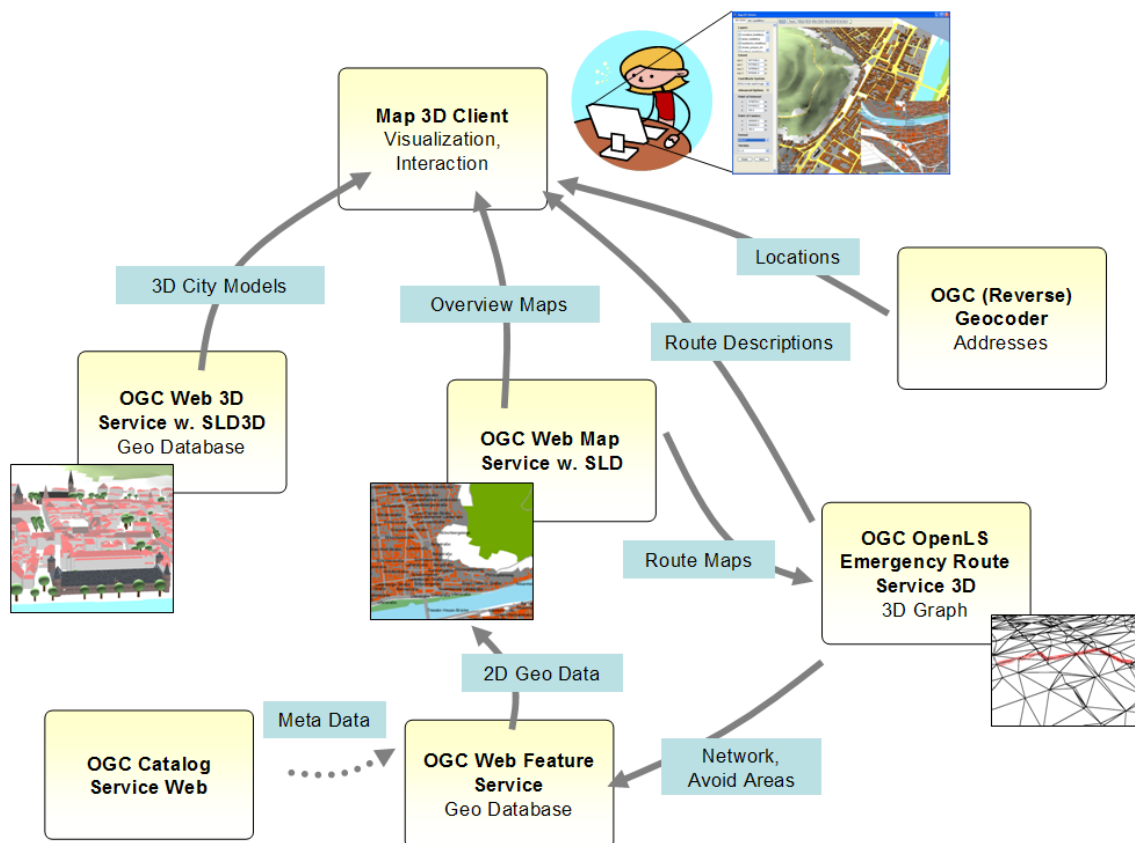 Map 3D Client
Visualization,
Interaction
3D City Models
Overview Maps
Locations
Route Descriptions
OGC (Reverse)
Geocoder
Addresses
OGC Web 3D
Service w. SLD3D
Geo Database
OGC Web Map
Service w. SLD
Route Maps
OGC OpenLS
Emergency Route
Service 3D
3D Graph
2D Geo Data
Meta Data
OGC Catalog
Service Web
OGC Web Feature
Service
Geo Database
Network,
Avoid Areas